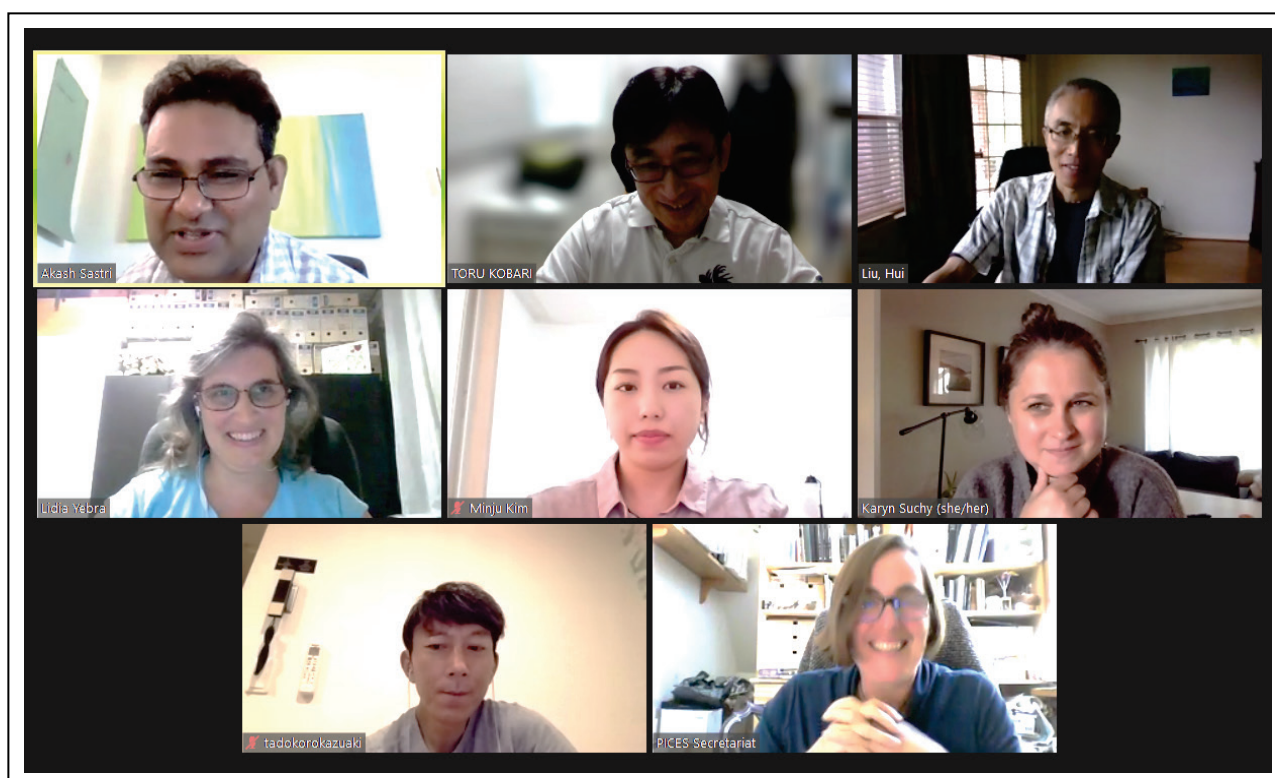 Akash Sastri
TORU KOBARI
Liu, Hui
Lidia Yebra
Minju Kim
Karyn Suchy (she/her)
tadokorokazuaki
PICES Secretariat